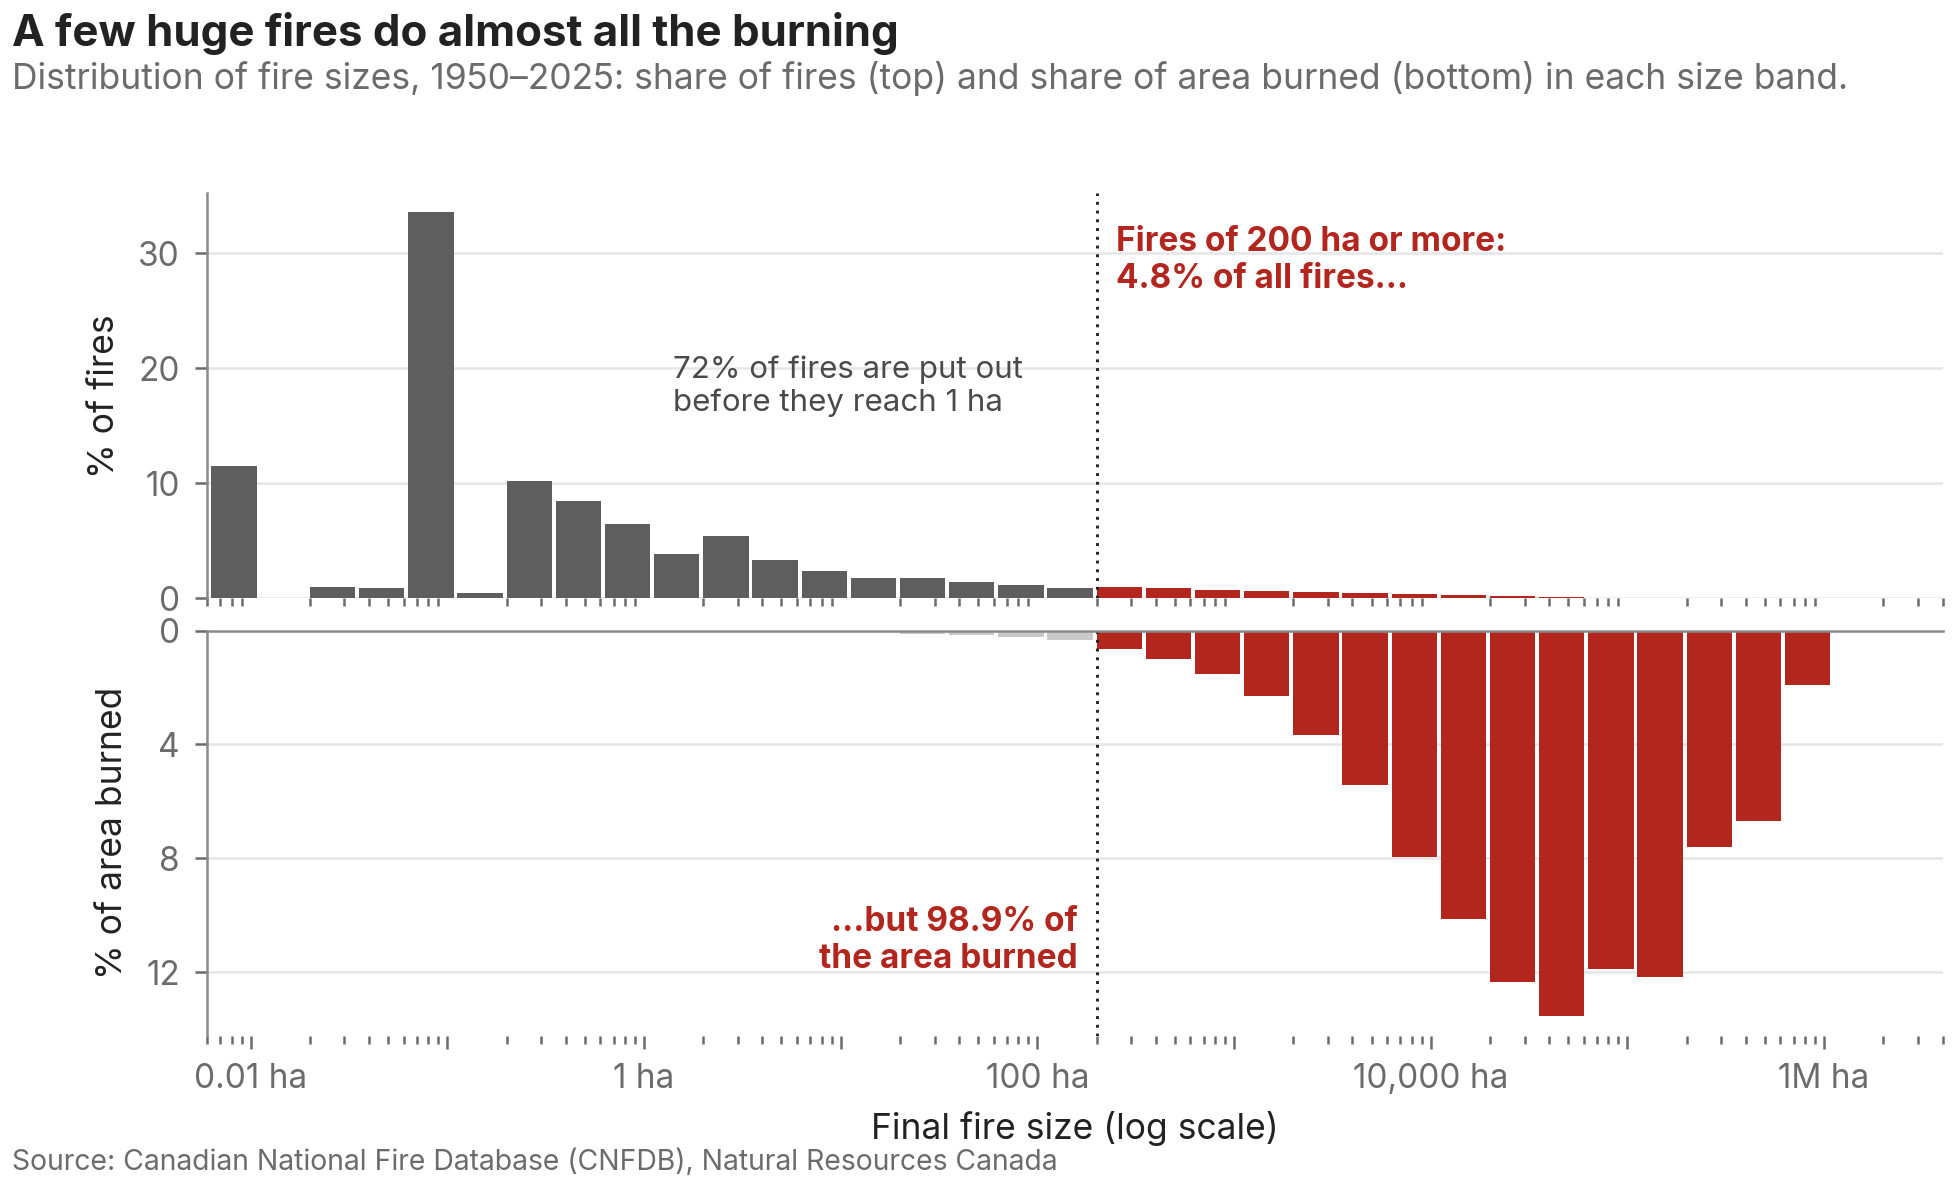 A few huge fires do almost all the burning
Distribution of fire sizes, 1950–2025: share of fires (top) and share of area burned (bottom) in each size band.
Fires of 200 ha or more:
4.8% of all fires…
72% of fires are put out
before they reach 1 ha
% of fires
30
20
10
0
0
4
8
12
% of area burned
…but 98.9% of
the area burned
0.01 ha
1 ha
100 ha
10,000 ha
1M ha
Final fire size (log scale)
Source: Canadian National Fire Database (CNFDB), Natural Resources Canada